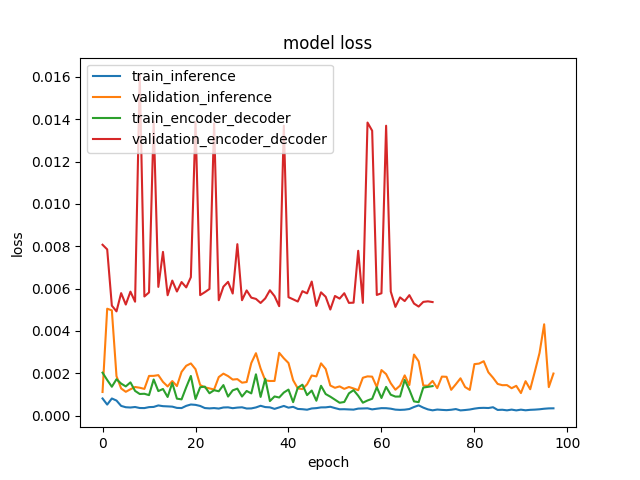 model loss
train_inference
validation_inference
train_encoder_decoder
validation_encoder_decoder
0.016
0.014
0.012
0.010
0.008
0.006
0.004
0.002
0.000
loss
0 20 40 60 80 100
epoch